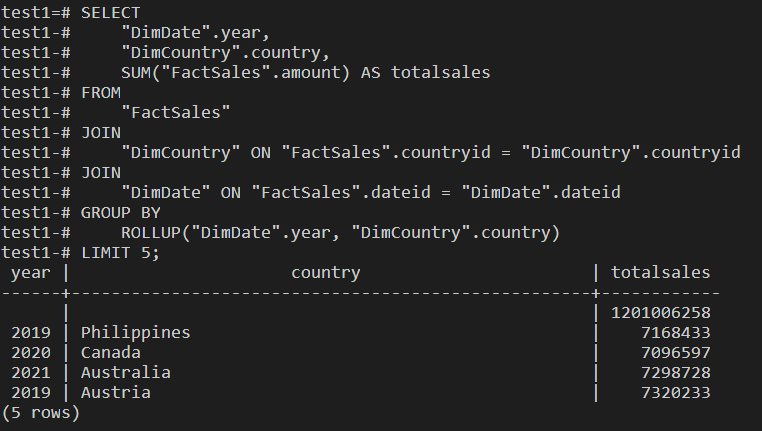 test1=# SELECT
test1-#     "DimDate".year,
test1-#     "DimCountry".country,
test1-#     SUM("FactSales".amount) AS totalsales
test1-# FROM
test1-#     "FactSales"
test1-# JOIN
test1-#     "DimCountry" ON "FactSales".countryid = "DimCountry".countryid
test1-# JOIN
test1-#     "DimDate" ON "FactSales".dateid = "DimDate".dateid
test1-# GROUP BY
test1-#     ROLLUP("DimDate".year, "DimCountry".country)
test1-# LIMIT 5;
 year |                      country                       | totalsales
------+----------------------------------------------------+------------
      |                                                    | 1201006258
 2019 | Philippines                                        |    7168433
 2020 | Canada                                             |    7096597
 2021 | Australia                                          |    7298728
 2019 | Austria                                            |    7320233
(5 rows)